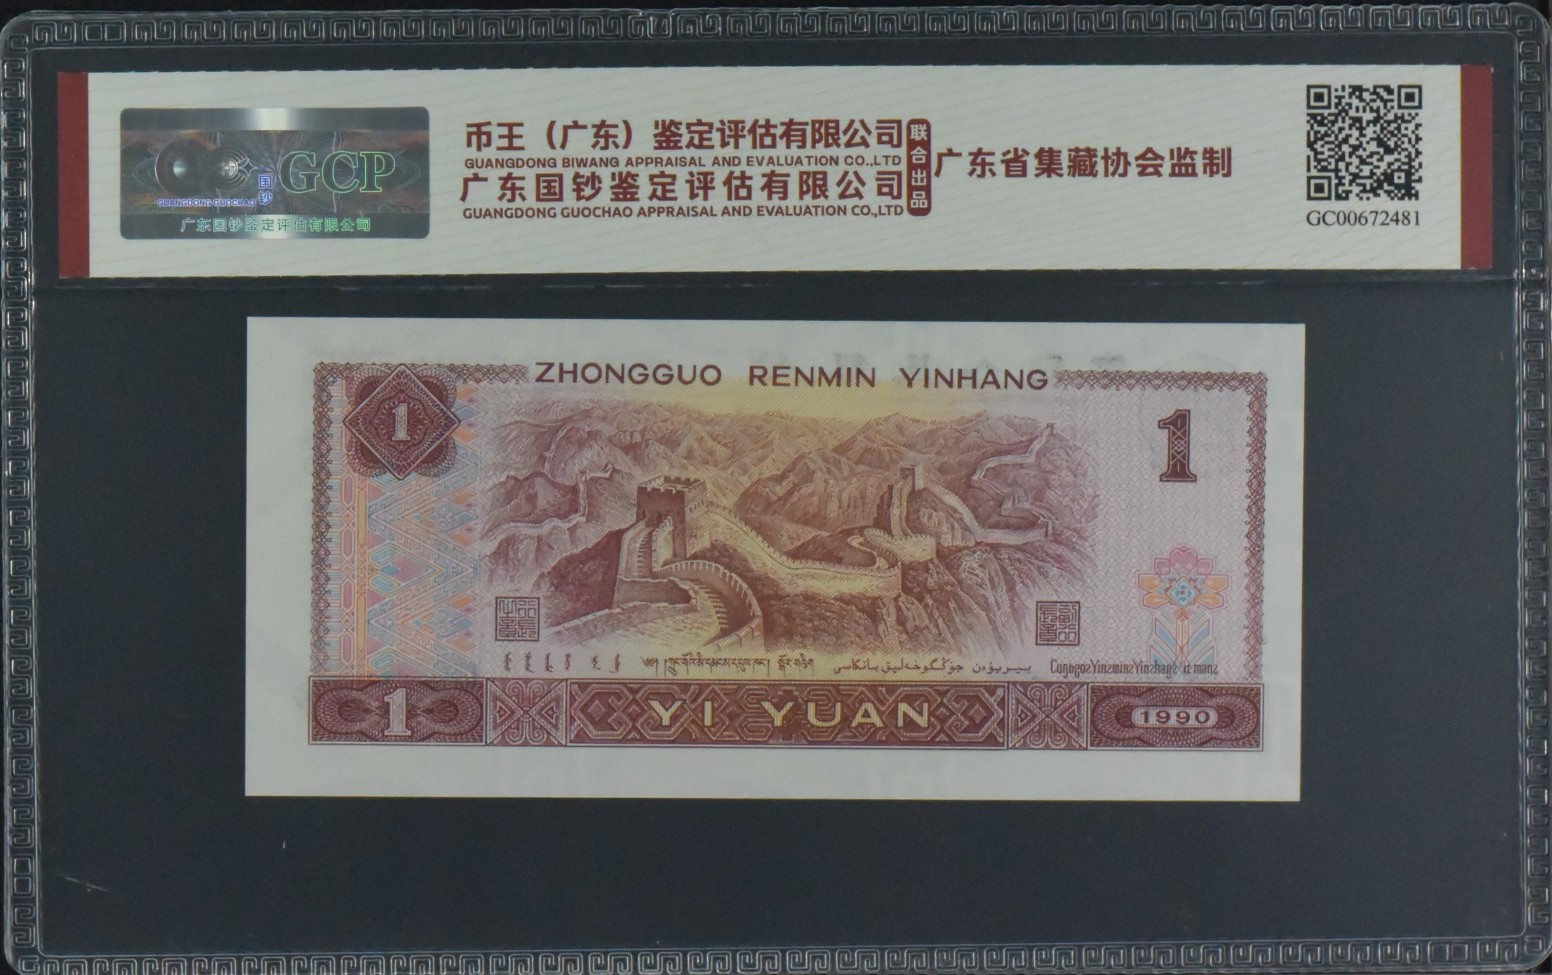 GCP
国钞
GUANGDONG GUOCHAO
广东国钞鉴定评估有限公司
币王（广东）鉴定评估有限公司
GUANGDONG BIWANG APPRAISAL AND EVALUATION CO.,LTD
广东国钞鉴定评估有限公司
GUANGDONG GUOCHAO APPRAISAL AND EVALUATION CO.,LTD
联合出品
广东省集藏协会监制
GC00672481
ZHONGGUO RENMIN YINHANG
1
1
1
YI YUAN
1990